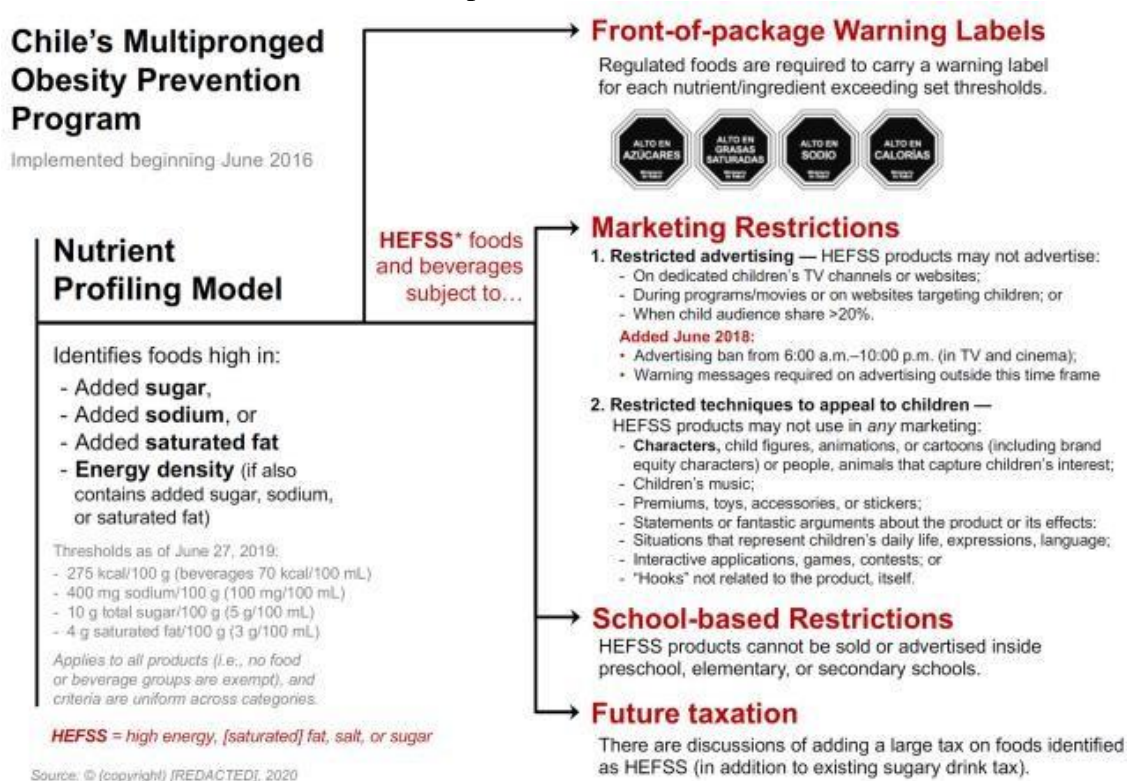 Chile's Multipronged
Obesity Prevention
Program
Implemented beginning June 2016
Nutrient
Profiling Model
Identifies foods high in:
- Added sugar,
- Added sodium, or
- Added saturated fat
- Energy density (if also
contains added sugar, sodium,
or saturated fat)
Thresholds as of June 27, 2019:
- 275 kcal/100 g (beverages 70 kcal/100 mL)
- 400 mg sodium/100 g (100 mg/100 mL)
- 10 g total sugar/100 g (5 g/100 mL)
- 4 g saturated fat/100 g (3 g/100 mL)
Applies to all products (i.e., no food
or beverage groups are exempt), and
criteria are uniform across categories.
HEFSS = high energy, [saturated] fat, salt, or sugar
Source: © (copyright) [REDACTED], 2020
HEFSS* foods
and beverages
subject to…
Front-of-package Warning Labels
Regulated foods are required to carry a warning label
for each nutrient/ingredient exceeding set thresholds.
ALTO EN
AZÚCARES
ALTO EN
GRASAS
SATURADAS
ALTO EN
SODIO
ALTO EN
CALORÍAS
Marketing Restrictions
1. Restricted advertising — HEFSS products may not advertise:
- On dedicated children's TV channels or websites;
- During programs/movies or on websites targeting children; or
- When child audience share >20%.
Added June 2018:
• Advertising ban from 6:00 a.m.–10:00 p.m. (in TV and cinema);
• Warning messages required on advertising outside this time frame
2. Restricted techniques to appeal to children —
HEFSS products may not use in any marketing:
- Characters, child figures, animations, or cartoons (including brand
equity characters) or people, animals that capture children's interest;
- Children's music;
- Premiums, toys, accessories, or stickers;
- Statements or fantastic arguments about the product or its effects:
- Situations that represent children's daily life, expressions, language;
- Interactive applications, games, contests; or
- "Hooks" not related to the product, itself.
School-based Restrictions
HEFSS products cannot be sold or advertised inside
preschool, elementary, or secondary schools.
Future taxation
There are discussions of adding a large tax on foods identified
as HEFSS (in addition to existing sugary drink tax).